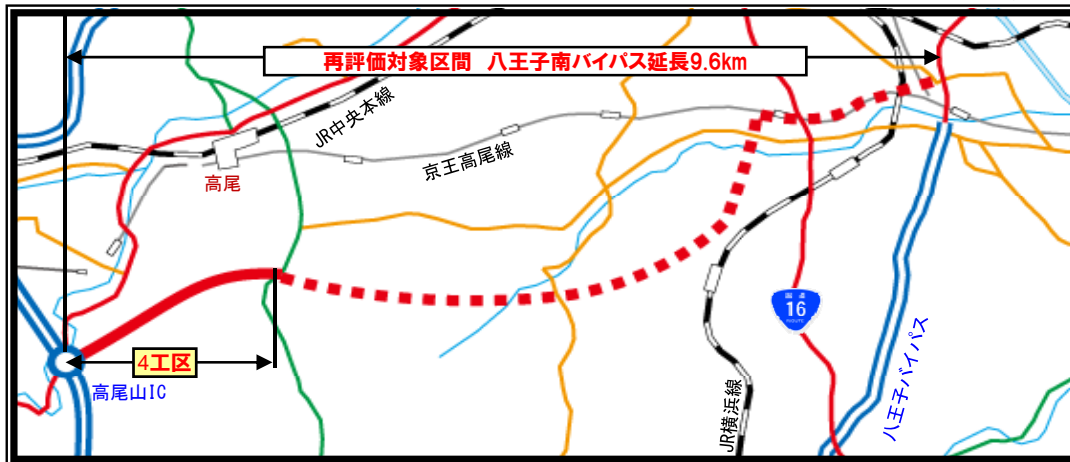 再評価対象区間 八王子南バイパス延長9.6km
JR中央本線
京王高尾線
高尾
国道
16
ROUTE
4工区
高尾山IC
JR横浜線
八王子バイパス